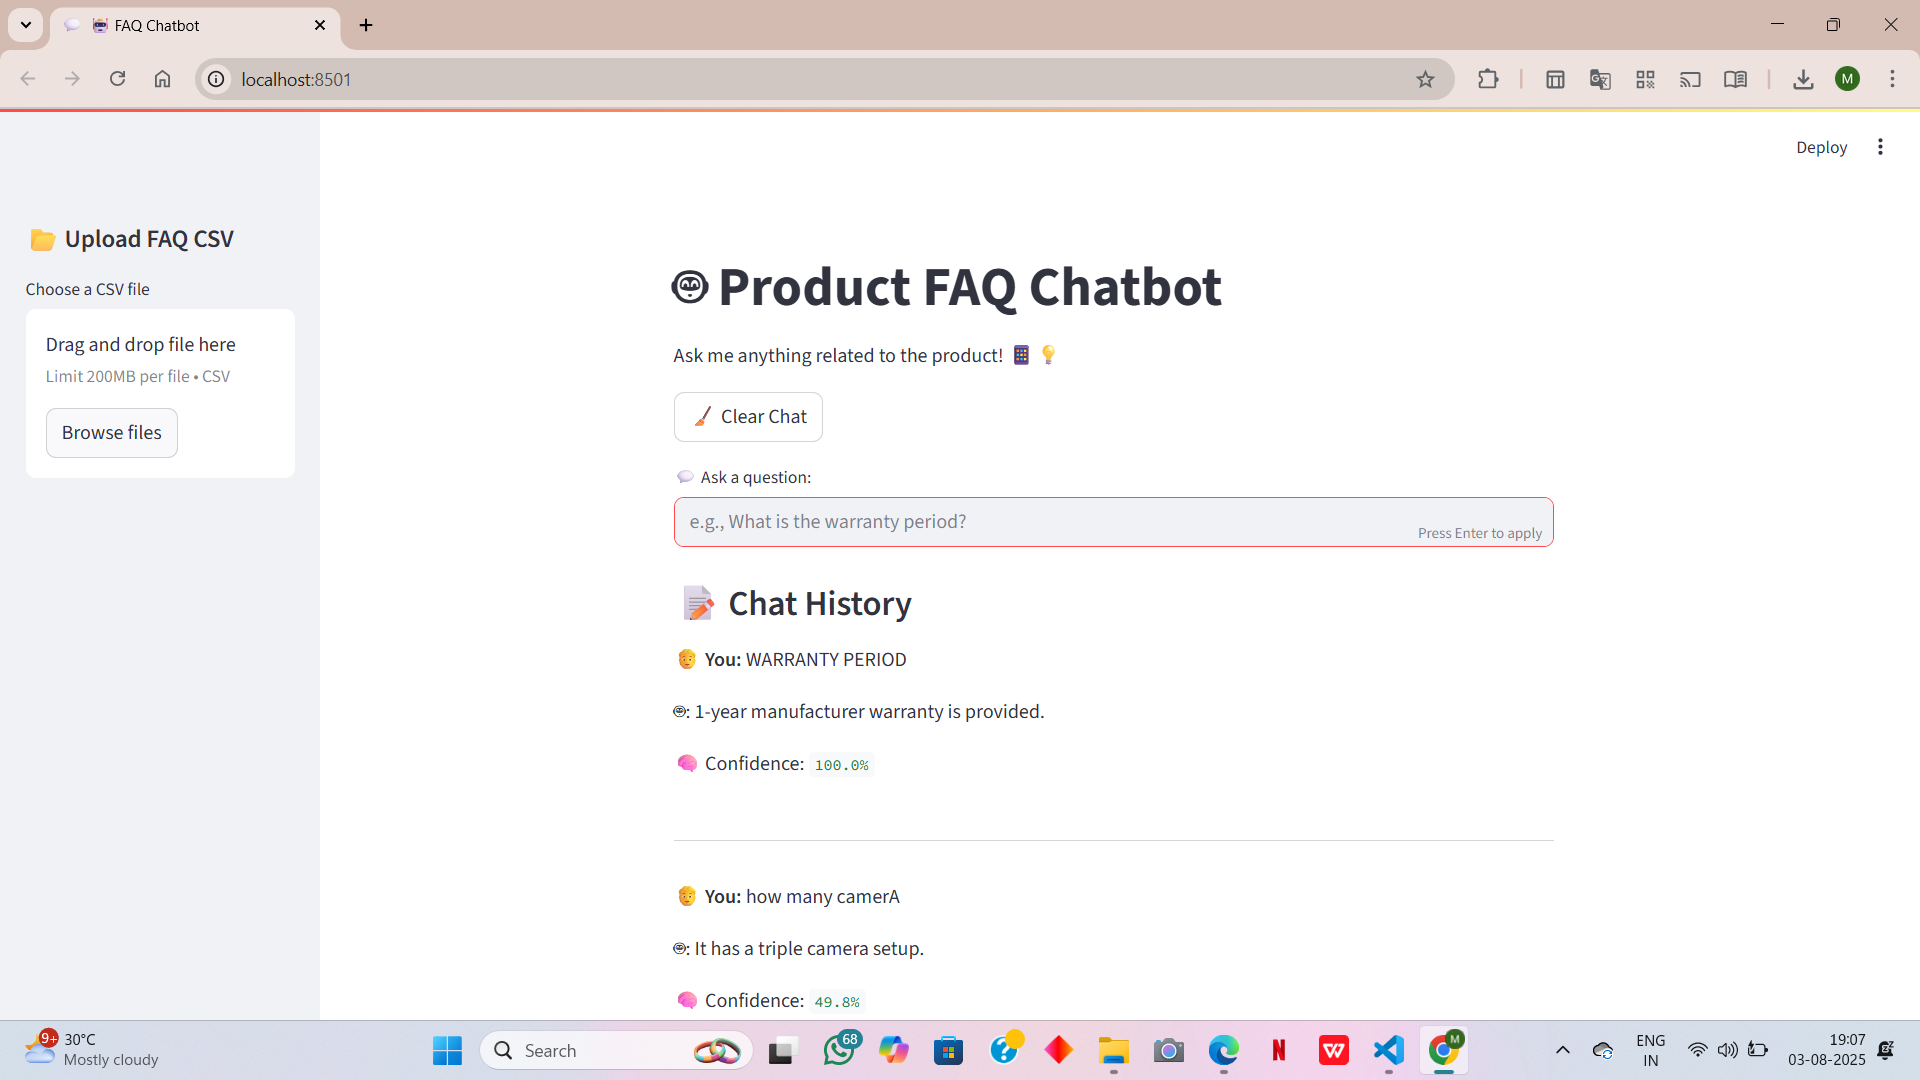 FAQ Chatbot
localhost:8501
M
Deploy
Upload FAQ CSV
Choose a CSV file
Drag and drop file here
Limit 200MB per file • CSV
Browse files
Product FAQ Chatbot
Ask me anything related to the product!
Clear Chat
Ask a question:
e.g., What is the warranty period?
Press Enter to apply
Chat History
You: WARRANTY PERIOD
: 1-year manufacturer warranty is provided.
Confidence: 100.0%
You: how many camerA
: It has a triple camera setup.
Confidence: 49.8%
9+
30°C
Mostly cloudy
Search
68
N
W
M
ENG
IN
19:07
03-08-2025